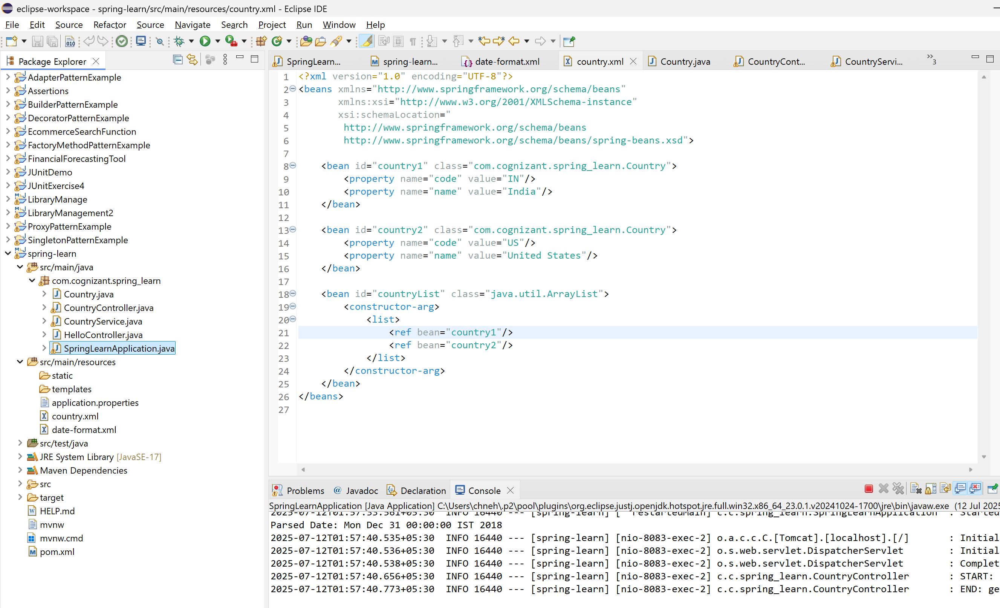 eclipse-workspace - spring-learn/src/main/resources/country.xml - Eclipse IDE
File Edit Source Refactor Source Navigate Search Project Run Window Help
Package Explorer
AdapterPatternExample
Assertions
BuilderPatternExample
DecoratorPatternExample
EcommerceSearchFunction
FactoryMethodPatternExample
FinancialForecastingTool
JUnitDemo
JUnitExercise4
LibraryManage
LibraryManagement2
ProxyPatternExample
SingletonPatternExample
spring-learn
src/main/java
com.cognizant.spring_learn
Country.java
CountryController.java
CountryService.java
HelloController.java
SpringLearnApplication.java
src/main/resources
static
templates
application.properties
country.xml
date-format.xml
src/test/java
JRE System Library [JavaSE-17]
Maven Dependencies
src
target
HELP.md
mvnw
mvnw.cmd
pom.xml
SpringLearn... spring-learn... date-format.xml country.xml Country.java CountryCont... CountryServi... »3
1 <?xml version="1.0" encoding="UTF-8"?>
2 <beans xmlns="http://www.springframework.org/schema/beans"
3 xmlns:xsi="http://www.w3.org/2001/XMLSchema-instance"
4 xsi:schemaLocation="
5 http://www.springframework.org/schema/beans
6 http://www.springframework.org/schema/beans/spring-beans.xsd">
7
8 <bean id="country1" class="com.cognizant.spring_learn.Country">
9 <property name="code" value="IN"/>
10 <property name="name" value="India"/>
11 </bean>
12
13 <bean id="country2" class="com.cognizant.spring_learn.Country">
14 <property name="code" value="US"/>
15 <property name="name" value="United States"/>
16 </bean>
17
18 <bean id="countryList" class="java.util.ArrayList">
19 <constructor-arg>
20 <list>
21 <ref bean="country1"/>
22 <ref bean="country2"/>
23 </list>
24 </constructor-arg>
25 </bean>
26 </beans>
27
Problems @ Javadoc Declaration Console
SpringLearnApplication [Java Application] C:\Users\chneh\.p2\pool\plugins\org.eclipse.justj.openjdk.hotspot.jre.full.win32.x86_64_23.0.1.v20241024-1700\jre\bin\javaw.exe (12 Jul 2025
2025-07-12T01:57:33.561+05:30 INFO 16440 --- [spring-learn] [ restartedMain] c.c.spring_learn.SpringLearnApplication : Started
Parsed Date: Mon Dec 31 00:00:00 IST 2018
2025-07-12T01:57:40.535+05:30 INFO 16440 --- [spring-learn] [nio-8083-exec-2] o.a.c.c.C.[Tomcat].[localhost].[/] : Initial
2025-07-12T01:57:40.536+05:30 INFO 16440 --- [spring-learn] [nio-8083-exec-2] o.s.web.servlet.DispatcherServlet : Initial
2025-07-12T01:57:40.538+05:30 INFO 16440 --- [spring-learn] [nio-8083-exec-2] o.s.web.servlet.DispatcherServlet : Complet
2025-07-12T01:57:40.656+05:30 INFO 16440 --- [spring-learn] [nio-8083-exec-2] c.c.spring_learn.CountryController : START:
2025-07-12T01:57:40.773+05:30 INFO 16440 --- [spring-learn] [nio-8083-exec-2] c.c.spring_learn.CountryController : END: ge